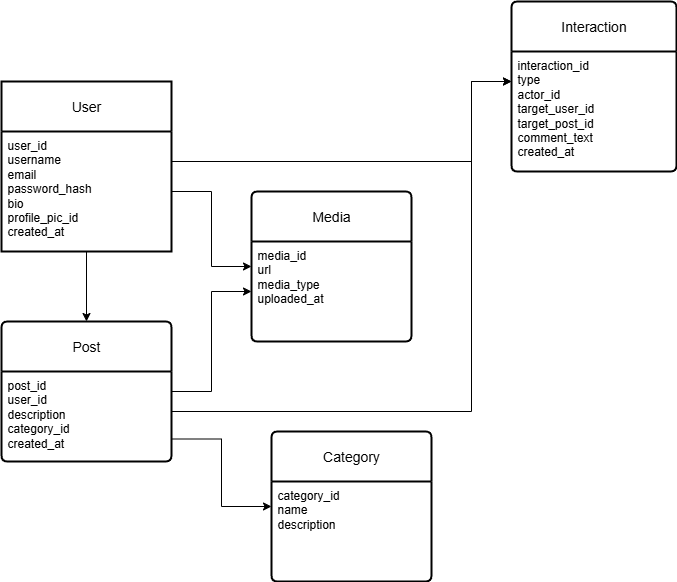 Interaction
interaction_id
type
actor_id
target_user_id
target_post_id
comment_text
created_at
User
user_id
username
email
password_hash
bio
profile_pic_id
created_at
Media
media_id
url
media_type
uploaded_at
Post
post_id
user_id
description
category_id
created_at
Category
category_id
name
description